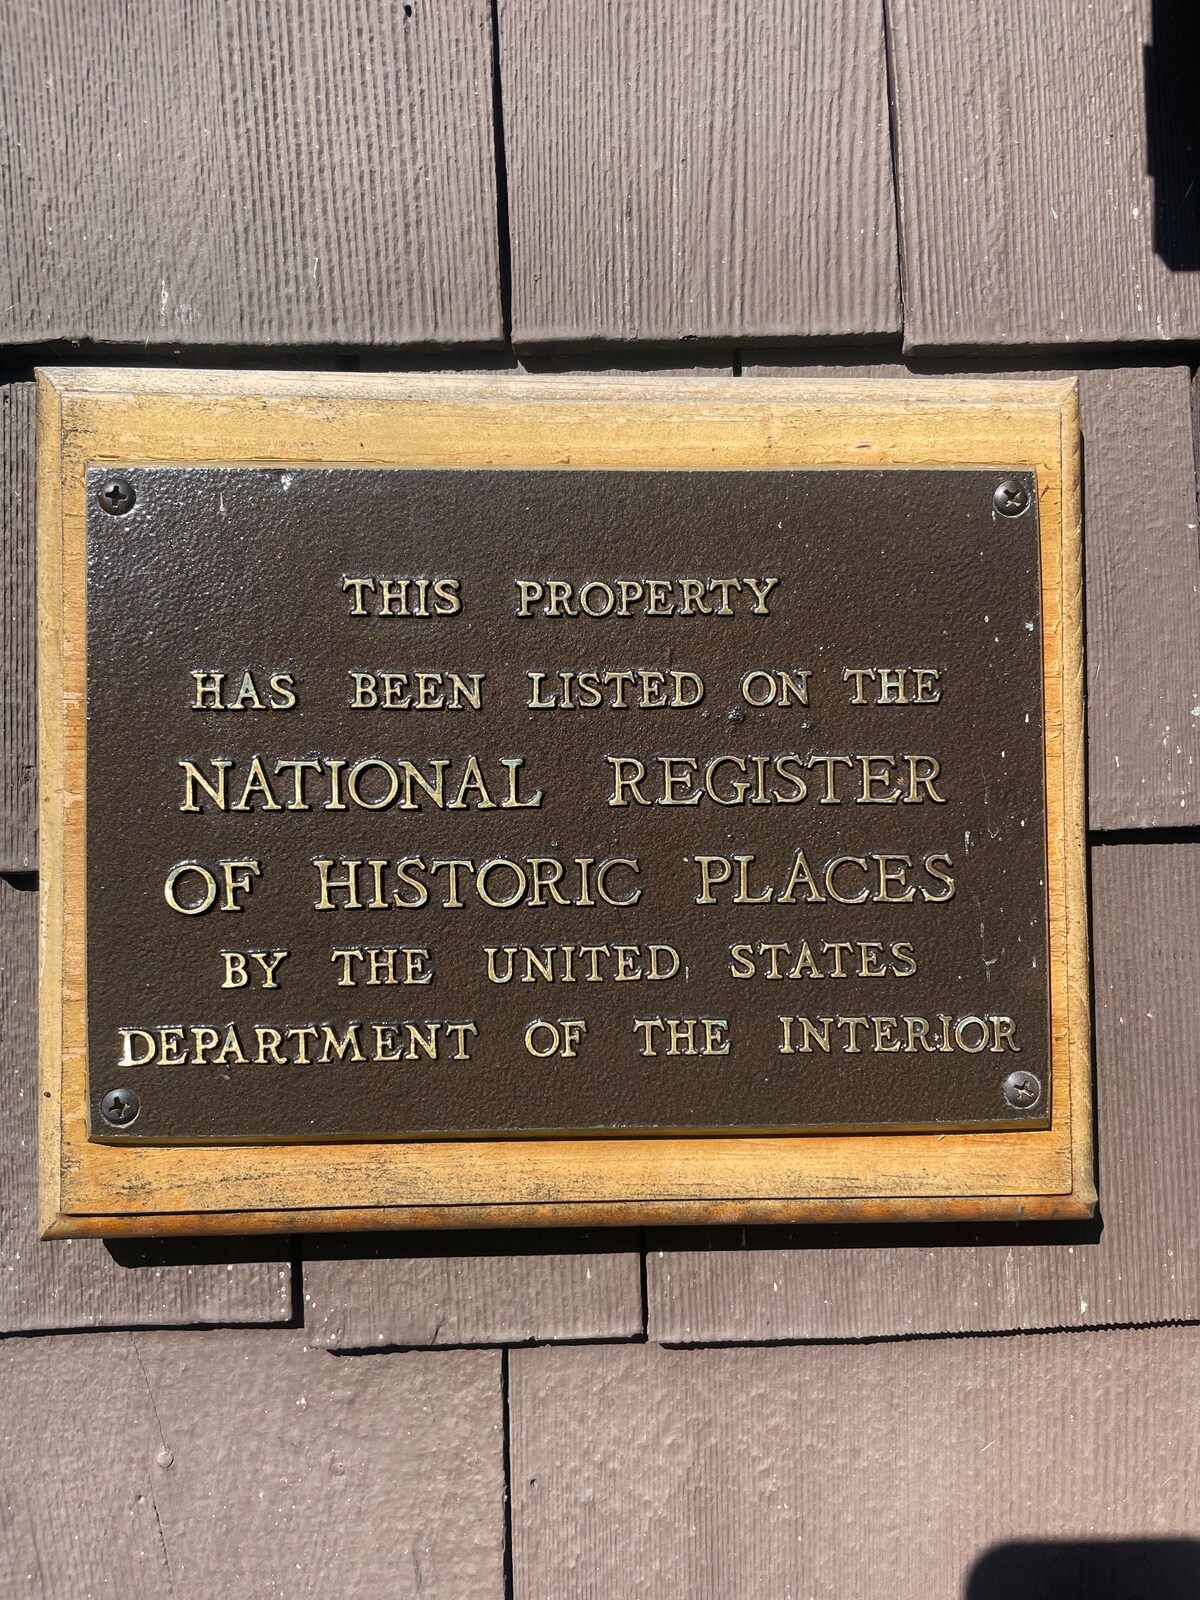 THIS PROPERTY
HAS BEEN LISTED ON THE
NATIONAL REGISTER
OF HISTORIC PLACES
BY THE UNITED STATES
DEPARTMENT OF THE INTERIOR